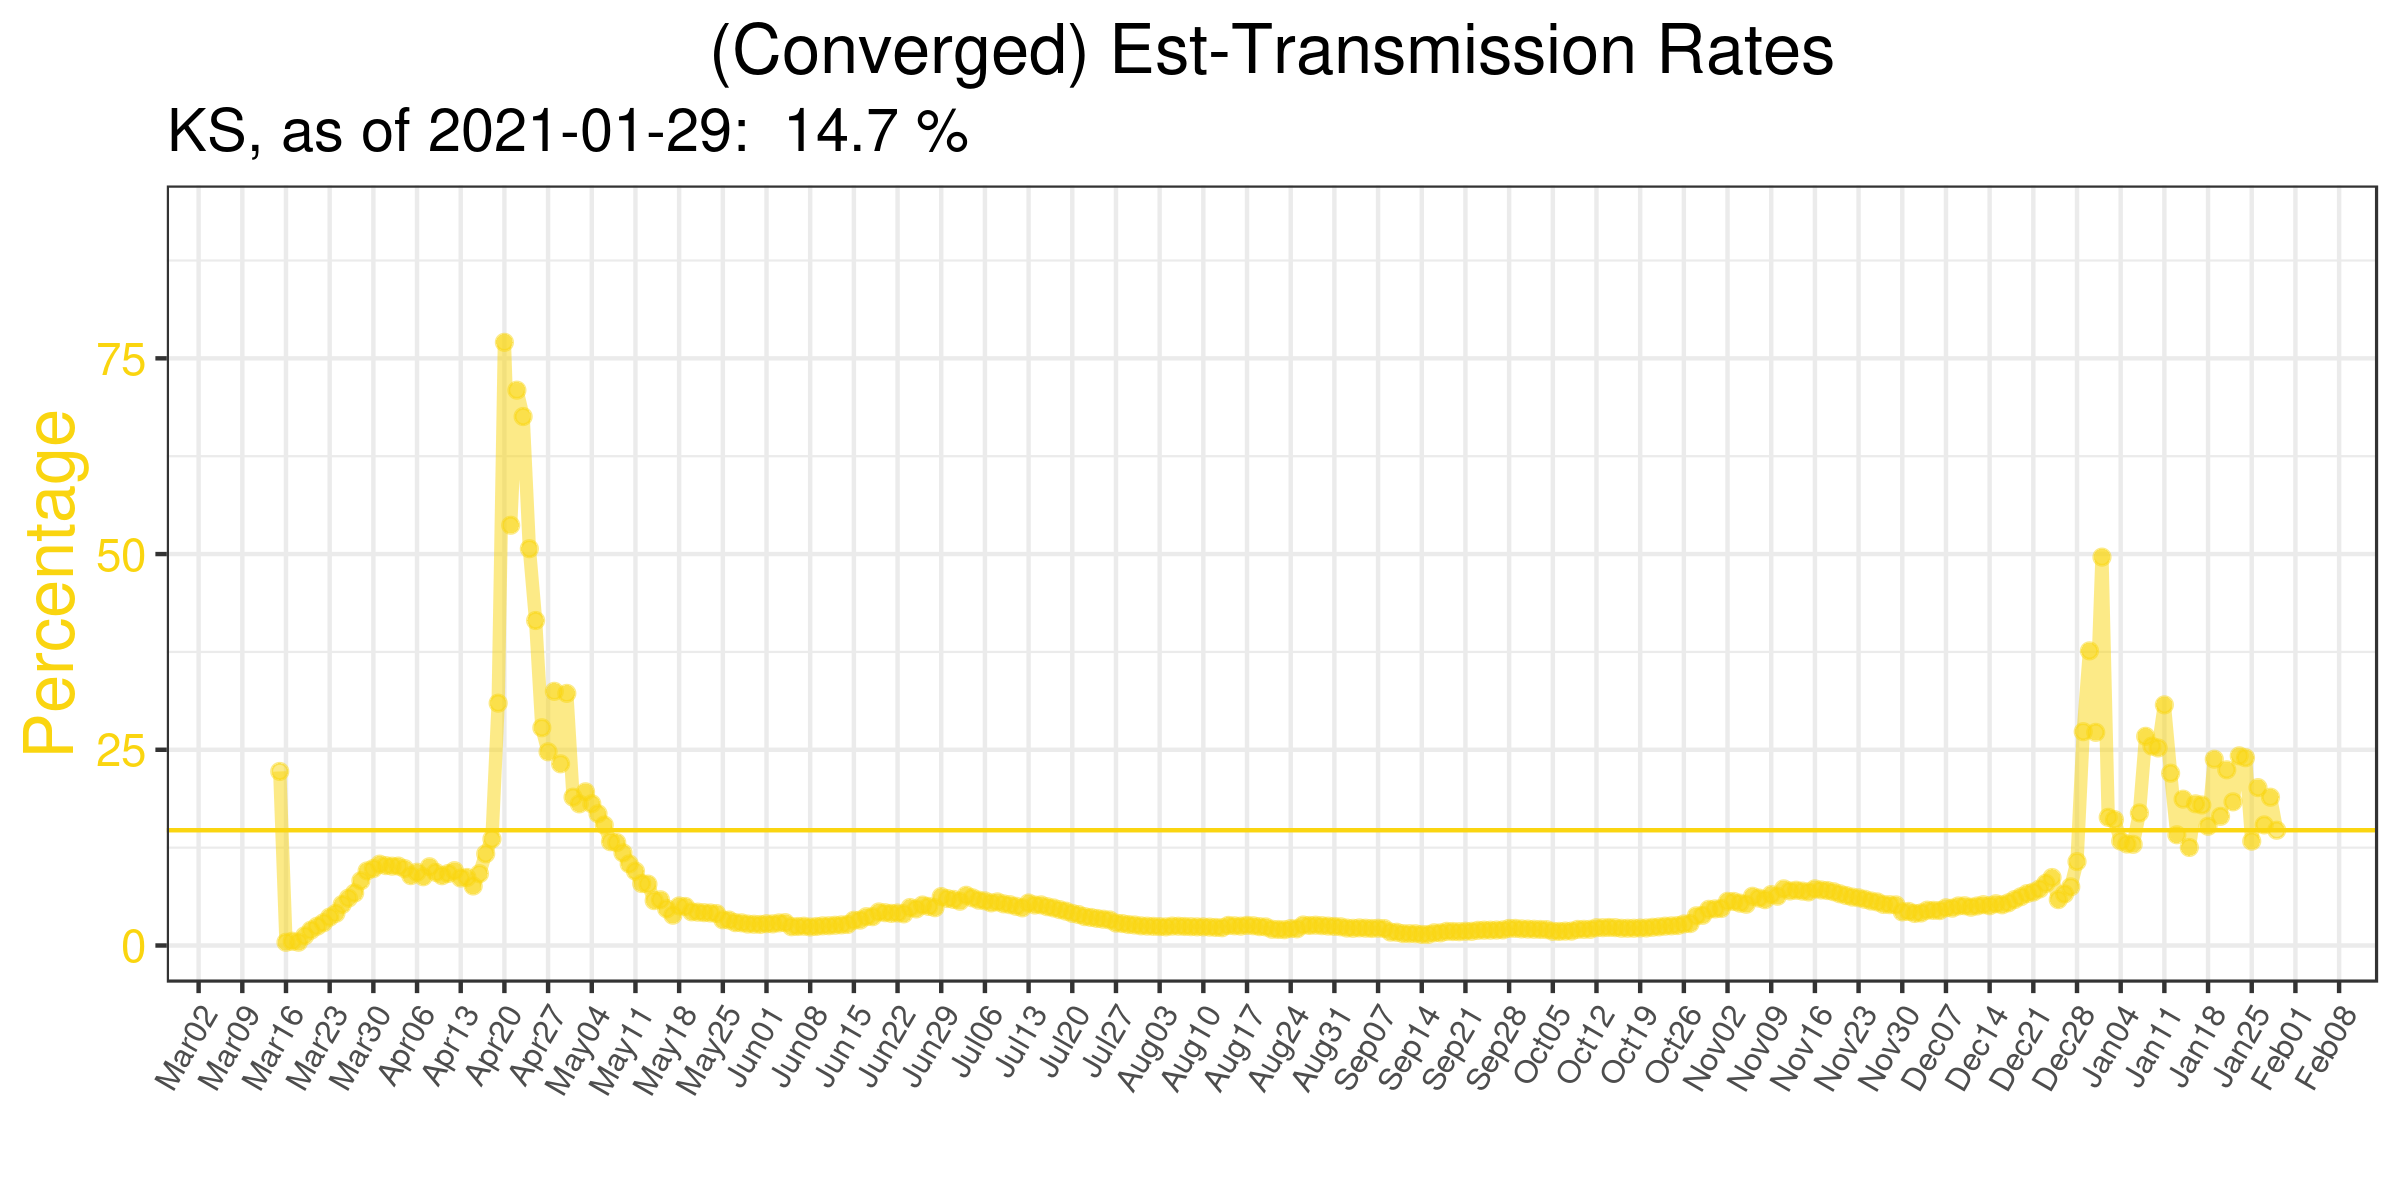 (Converged) Est-Transmission Rates
KS, as of 2021-01-29:  14.7 %
Percentage
75
50
25
0
Mar02
Mar09
Mar16
Mar23
Mar30
Apr06
Apr13
Apr20
Apr27
May04
May11
May18
May25
Jun01
Jun08
Jun15
Jun22
Jun29
Jul06
Jul13
Jul20
Jul27
Aug03
Aug10
Aug17
Aug24
Aug31
Sep07
Sep14
Sep21
Sep28
Oct05
Oct12
Oct19
Oct26
Nov02
Nov09
Nov16
Nov23
Nov30
Dec07
Dec14
Dec21
Dec28
Jan04
Jan11
Jan18
Jan25
Feb01
Feb08